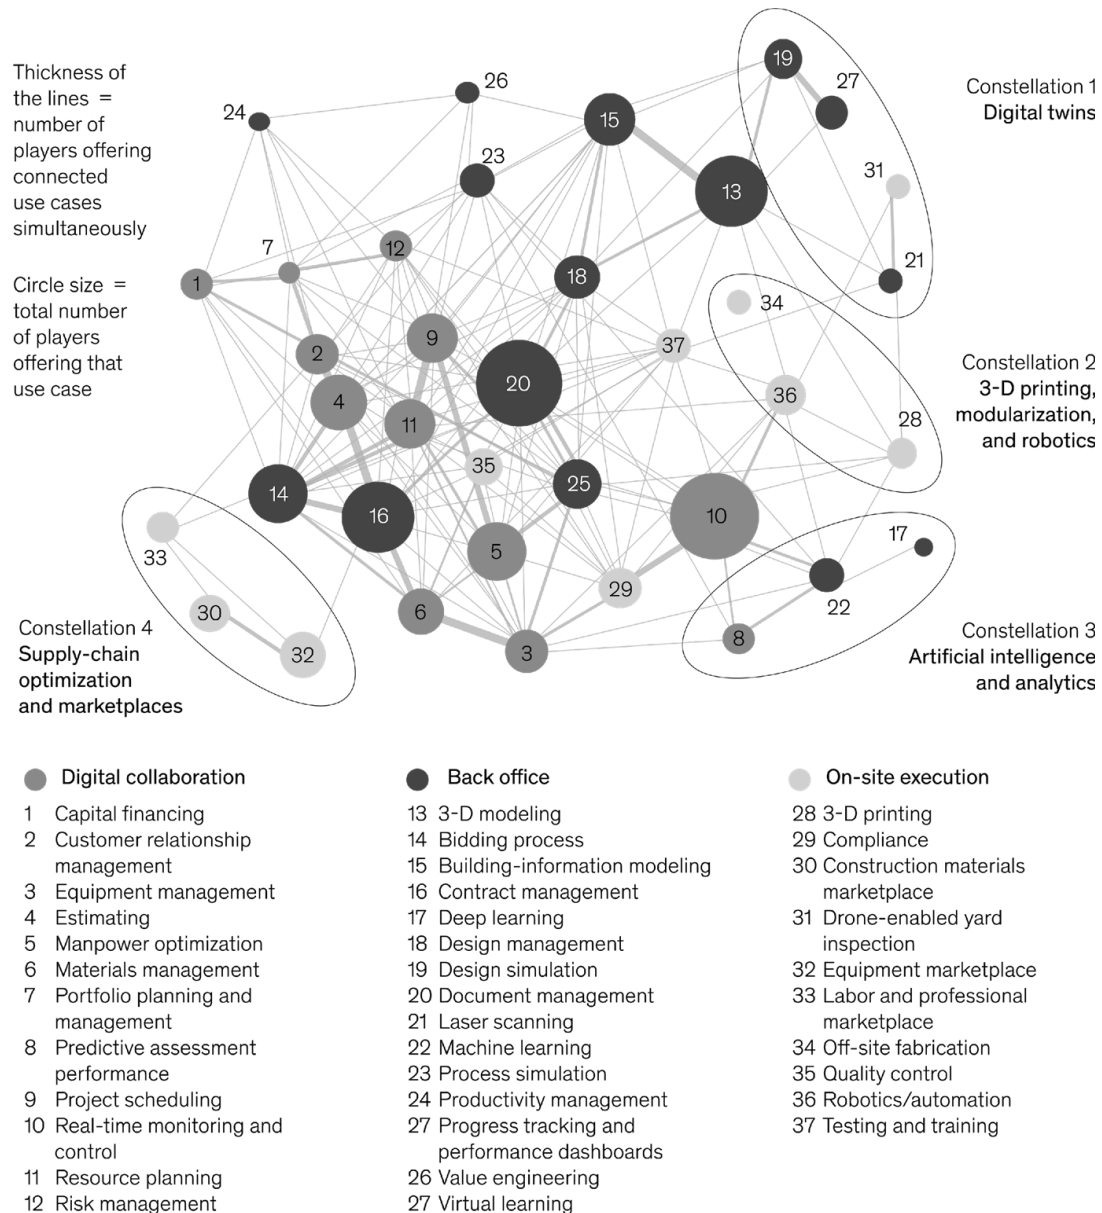 Thickness of
the lines =
number of
players offering
connected
use cases
simultaneously
Circle size =
total number
of players
offering that
use case
24
26
15
19
27
Constellation 1
Digital twins
23
13
31
7
12
1
18
21
34
2
9
37
20
4
11
36
28
Constellation 2
3-D printing,
modularization,
and robotics
35
25
14
16
10
17
33
5
29
22
30
6
8
32
3
Constellation 4
Supply-chain
optimization
and marketplaces
Constellation 3
Artificial intelligence
and analytics
Digital collaboration
1 Capital financing
2 Customer relationship
management
3 Equipment management
4 Estimating
5 Manpower optimization
6 Materials management
7 Portfolio planning and
management
8 Predictive assessment
performance
9 Project scheduling
10 Real-time monitoring and
control
11 Resource planning
12 Risk management
Back office
13 3-D modeling
14 Bidding process
15 Building-information modeling
16 Contract management
17 Deep learning
18 Design management
19 Design simulation
20 Document management
21 Laser scanning
22 Machine learning
23 Process simulation
24 Productivity management
27 Progress tracking and
performance dashboards
26 Value engineering
27 Virtual learning
On-site execution
28 3-D printing
29 Compliance
30 Construction materials
marketplace
31 Drone-enabled yard
inspection
32 Equipment marketplace
33 Labor and professional
marketplace
34 Off-site fabrication
35 Quality control
36 Robotics/automation
37 Testing and training